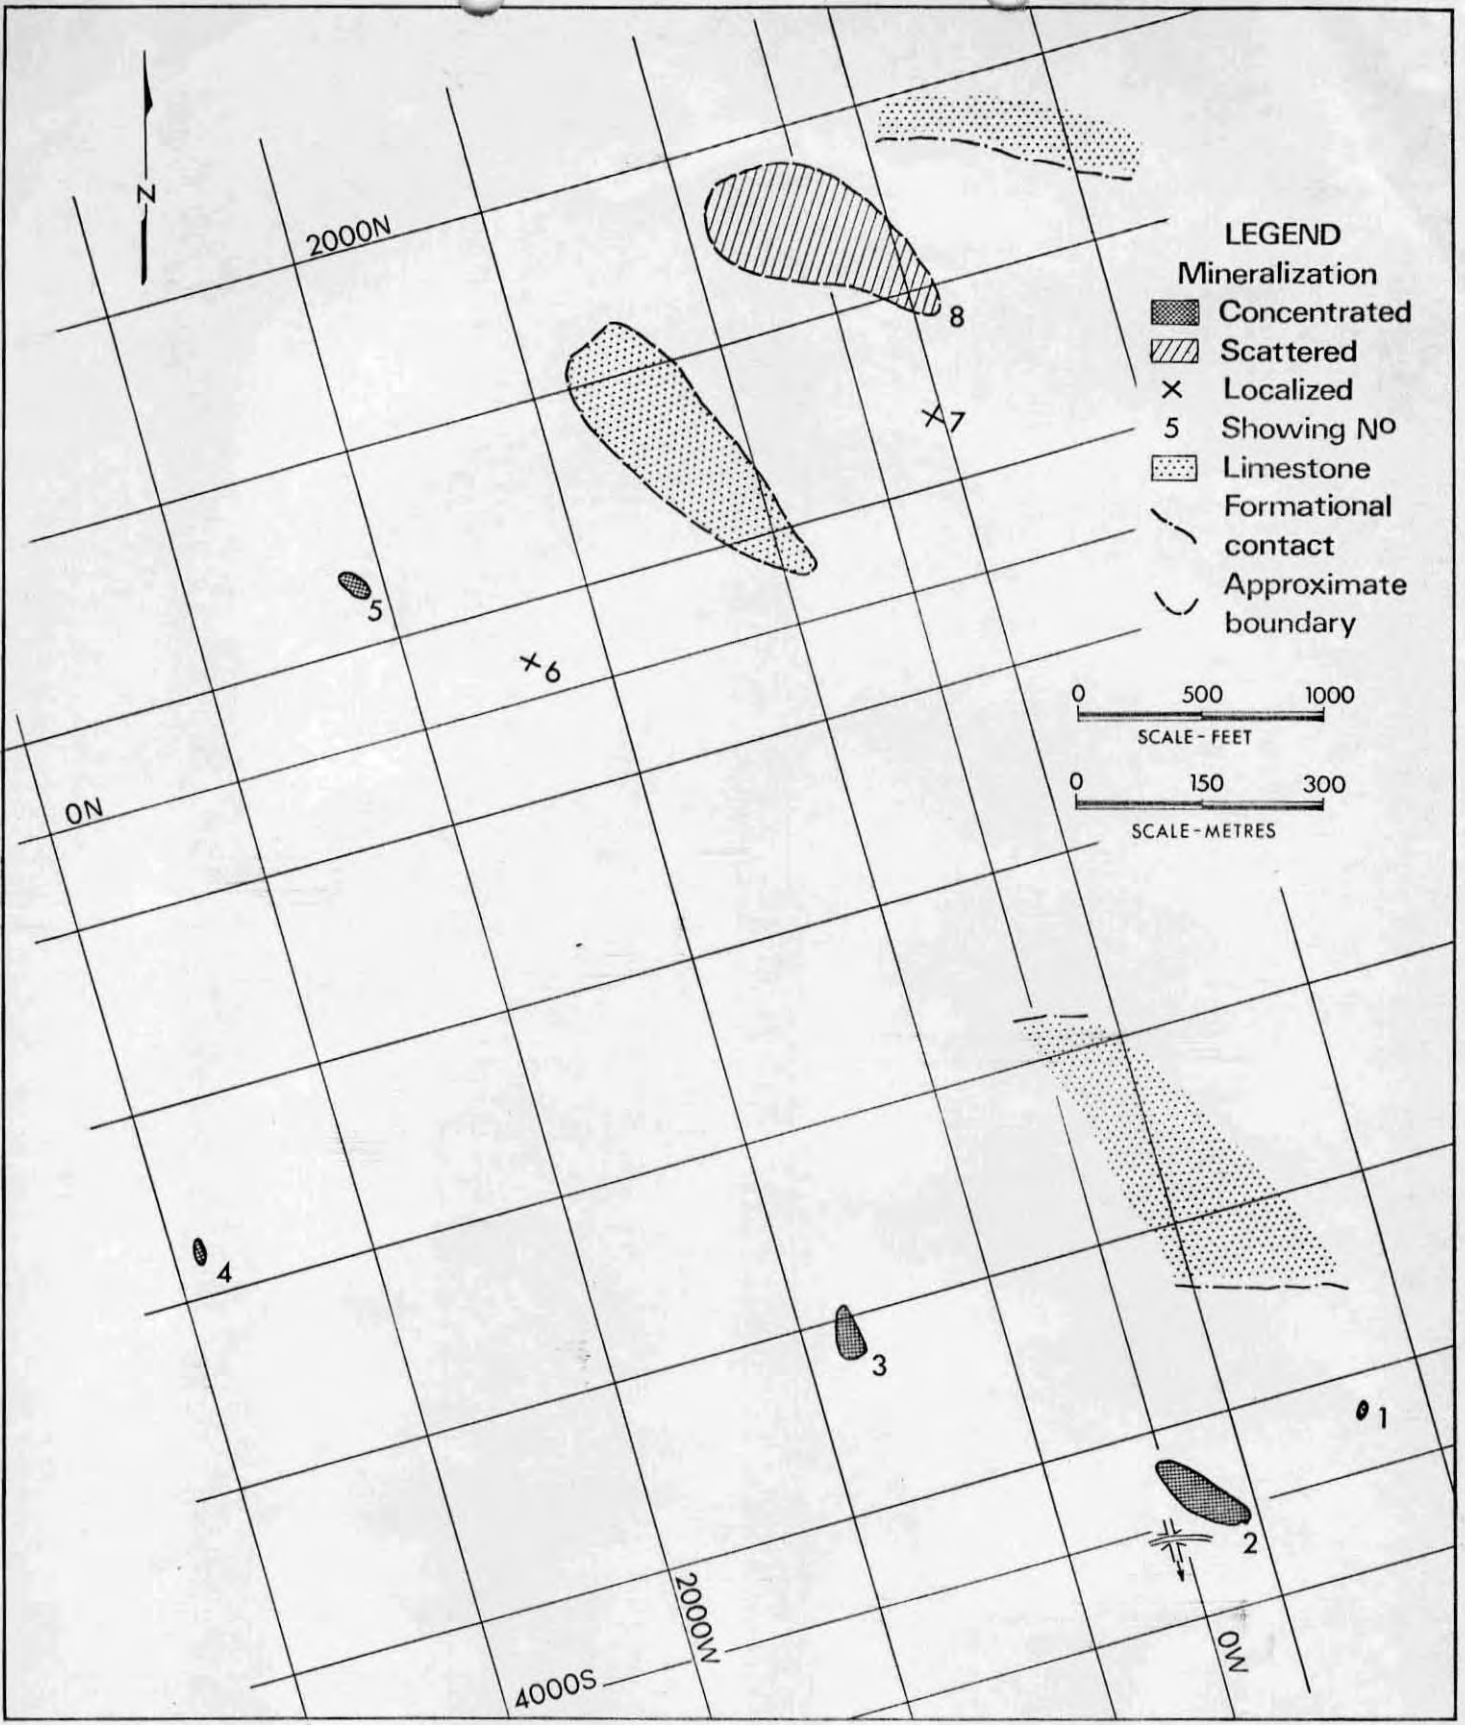 N
2000N
8
7
5
6
0N
4
3
1
2
2000W
4000S
0W
LEGEND
Mineralization
Concentrated
Scattered
Localized
5 Showing Nº
Limestone
Formational
contact
Approximate
boundary
0 500 1000
SCALE-FEET
0 150 300
SCALE-METRES